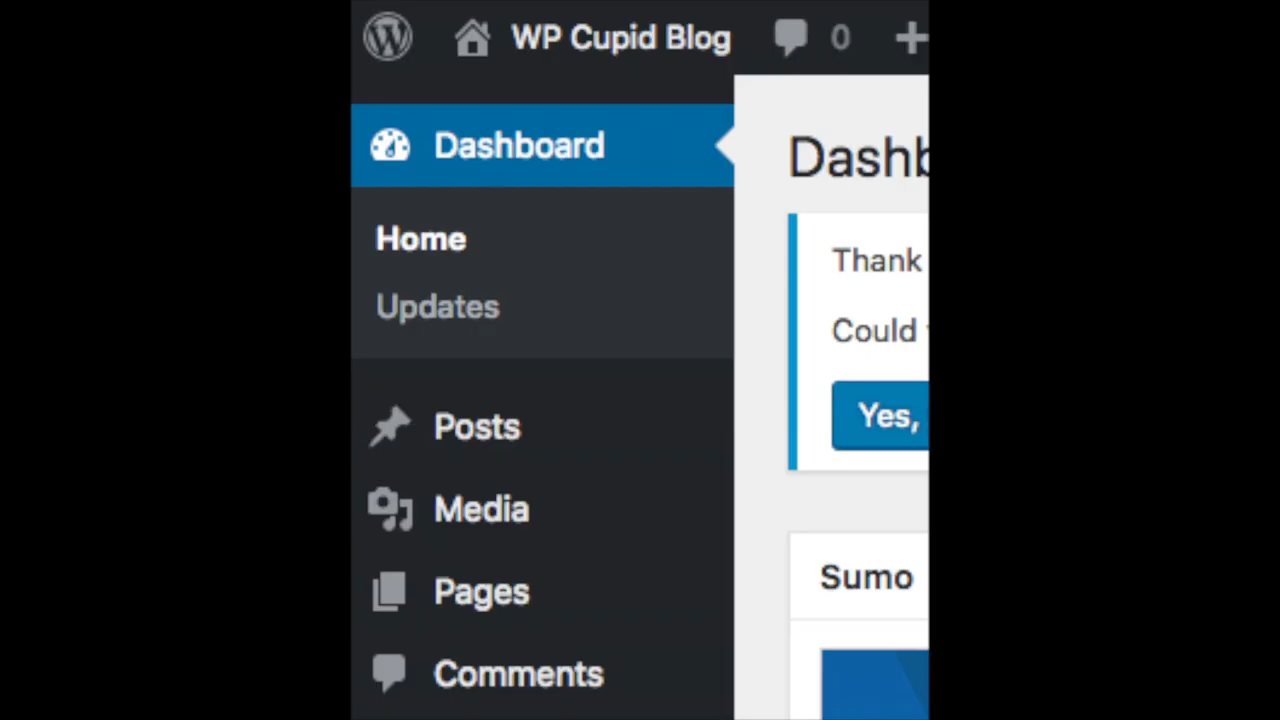 WP Cupid Blog 0
Dashboard
Home
Updates
Posts
Media
Pages
Comments
Dashb
Thank
Could
Yes,
Sumo